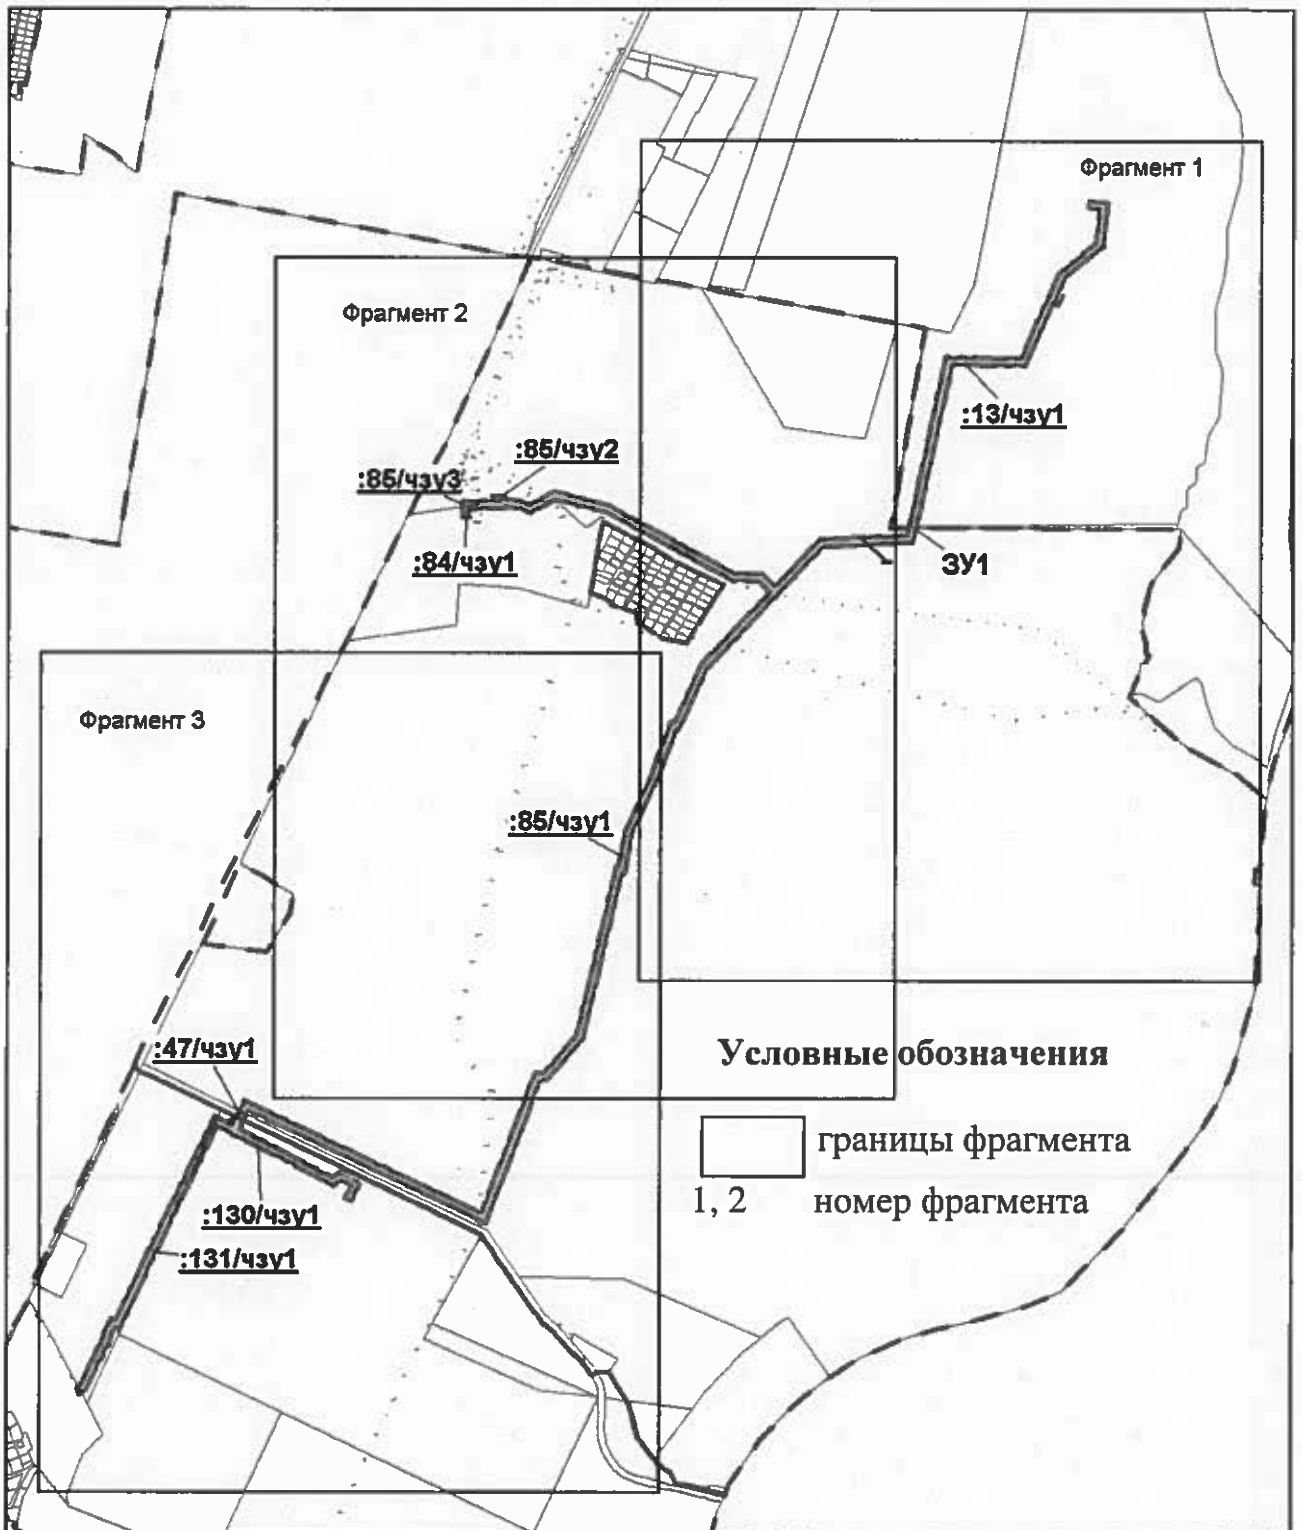 Фрагмент 1
Фрагмент 2
:13/чзу1
:85/чзу2
:85/чзу3
:84/чзу1
ЗУ1
Фрагмент 3
:85/чзу1
:47/чзу1
Условные обозначения
границы фрагмента
1, 2 номер фрагмента
:130/чзу1
:131/чзу1